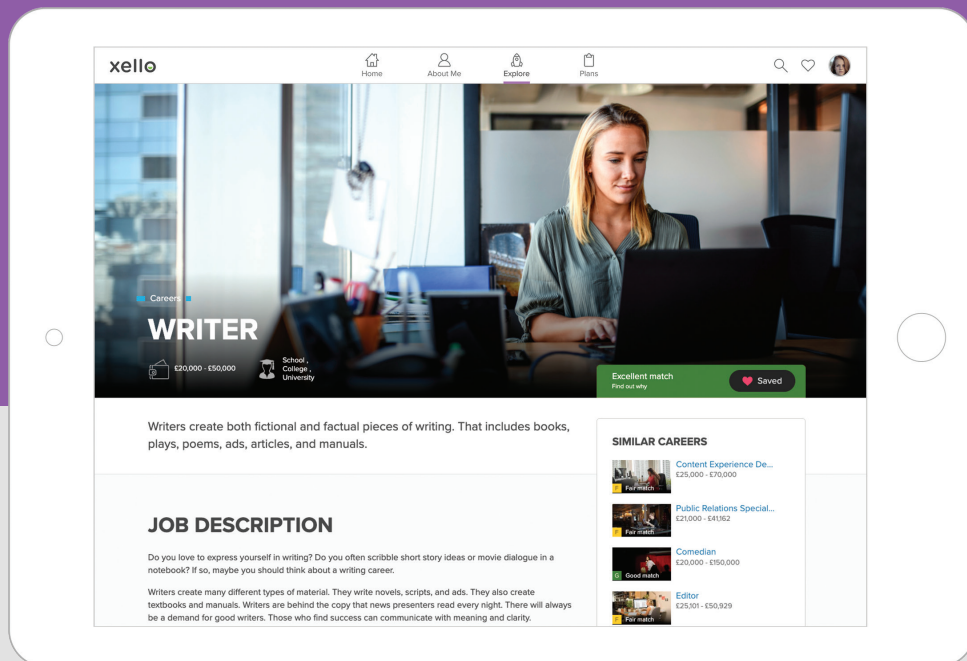 xello
Home
About Me
Explore
Plans
Careers
WRITER
£20,000 - £50,000
School ,
College ,
University
Excellent match
Find out why
Saved
Writers create both fictional and factual pieces of writing. That includes books,
plays, poems, ads, articles, and manuals.
SIMILAR CAREERS
Content Experience De...
£25,000 - £70,000
F Fair match
Public Relations Special...
£21,000 - £41,162
F Fair match
Comedian
£20,000 - £150,000
G Good match
Editor
£25,101 - £50,929
F Fair match
JOB DESCRIPTION
Do you love to express yourself in writing? Do you often scribble short story ideas or movie dialogue in a
notebook? If so, maybe you should think about a writing career.
Writers create many different types of material. They write novels, scripts, and ads. They also create
textbooks and manuals. Writers are behind the copy that news presenters read every night. There will always
be a demand for good writers. Those who find success can communicate with meaning and clarity.